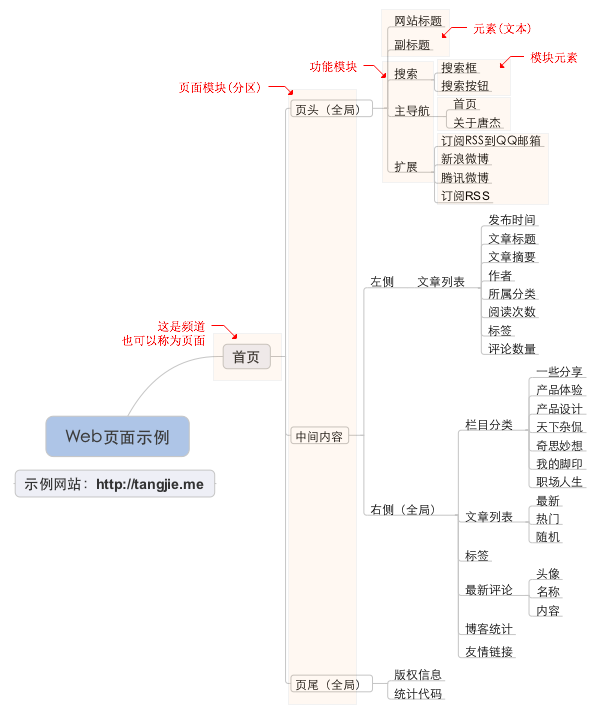 网站标题
元素(文本)
副标题
功能模块
搜索
搜索框
模块元素
搜索按钮
页面模块(分区)
页头（全局）
主导航
首页
关于唐杰
扩展
订阅RSS到QQ邮箱
新浪微博
腾讯微博
订阅RSS
这是频道
也可以称为页面
首页
Web页面示例
示例网站：http://tangjie.me
中间内容
左侧
文章列表
发布时间
文章标题
文章摘要
作者
所属分类
阅读次数
标签
评论数量
右侧（全局）
栏目分类
一些分享
产品体验
产品设计
天下杂侃
奇思妙想
我的脚印
职场人生
文章列表
最新
热门
随机
标签
最新评论
头像
名称
内容
博客统计
友情链接
页尾（全局）
版权信息
统计代码